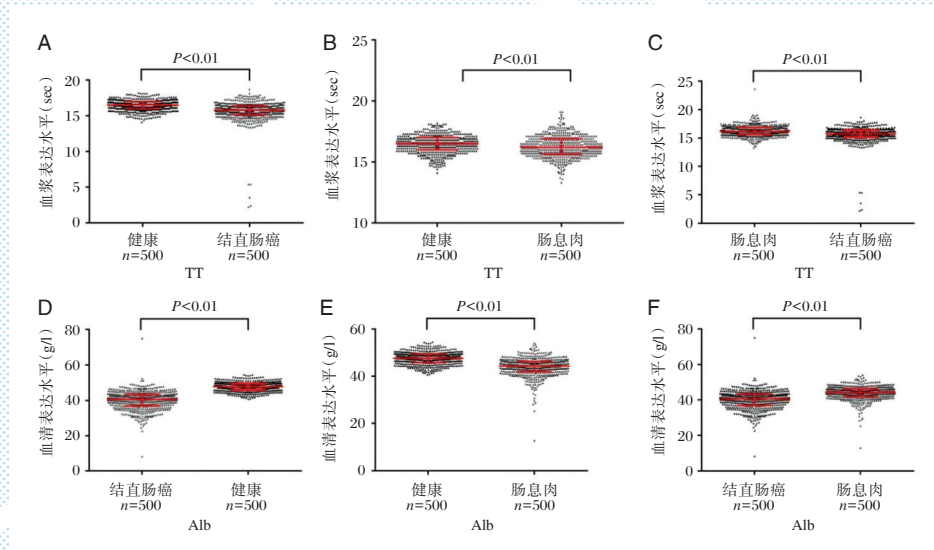 A
P<0.01
血浆表达水平(sec)
20
15
10
5
0
健康
n=500
结直肠癌
n=500
TT
B
P<0.01
血浆表达水平(sec)
25
20
15
10
健康
n=500
肠息肉
n=500
TT
C
P<0.01
血浆表达水平(sec)
25
20
15
10
5
0
肠息肉
n=500
结直肠癌
n=500
TT
D
P<0.01
血清表达水平(g/l)
80
60
40
20
0
结直肠癌
n=500
健康
n=500
Alb
E
P<0.01
血清表达水平(g/l)
60
40
20
0
健康
n=500
肠息肉
n=500
Alb
F
P<0.01
血清表达水平(g/l)
80
60
40
20
0
结直肠癌
n=500
肠息肉
n=500
Alb